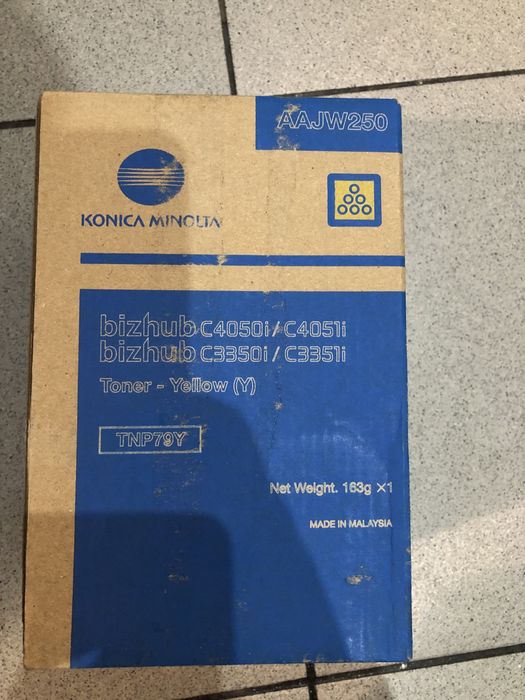 AAJW250
KONICA MINOLTA
bizhub C4050i/C4051i
bizhub C3350i / C3351i
Toner - Yellow (Y)
TNP79Y
Net Weight. 163g ×1
MADE IN MALAYSIA